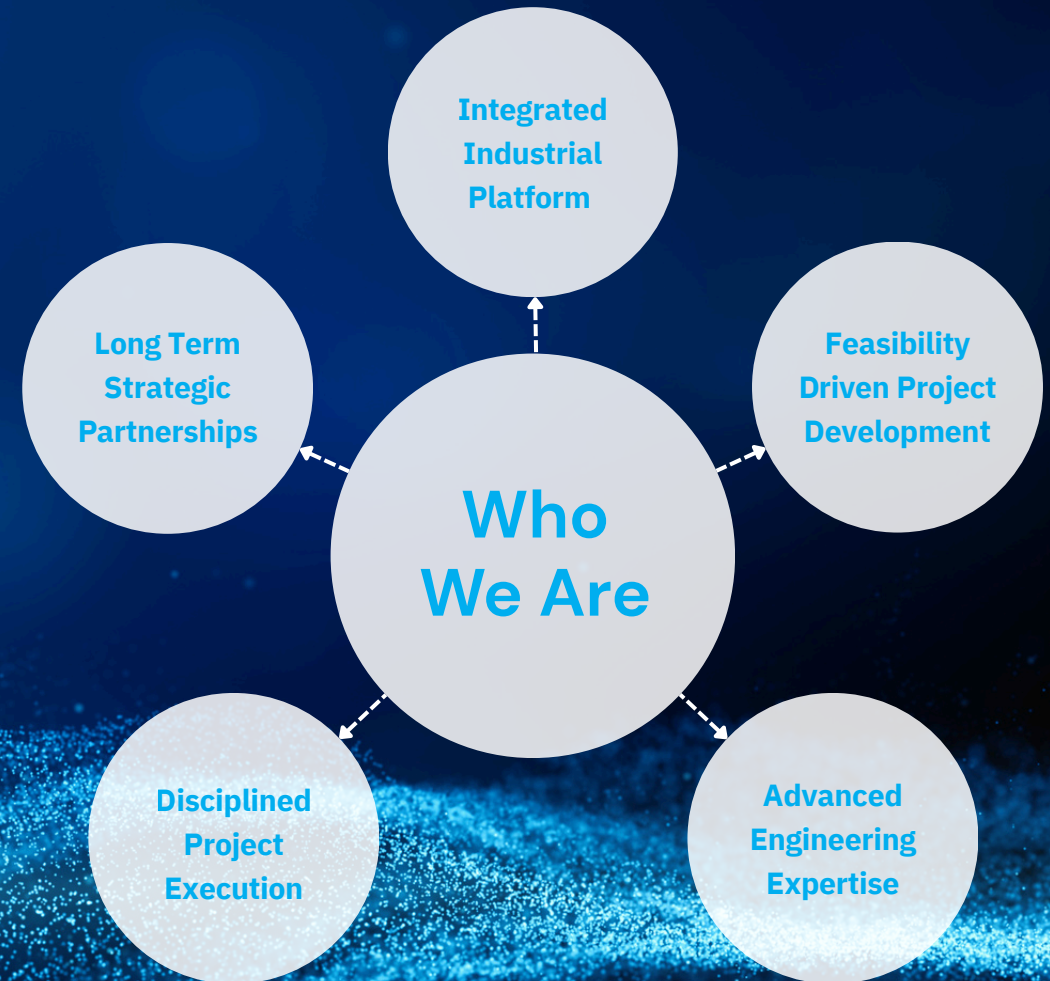 Integrated
Industrial
Platform
Long Term
Strategic
Partnerships
Feasibility
Driven Project
Development
Who
We Are
Disciplined
Project
Execution
Advanced
Engineering
Expertise